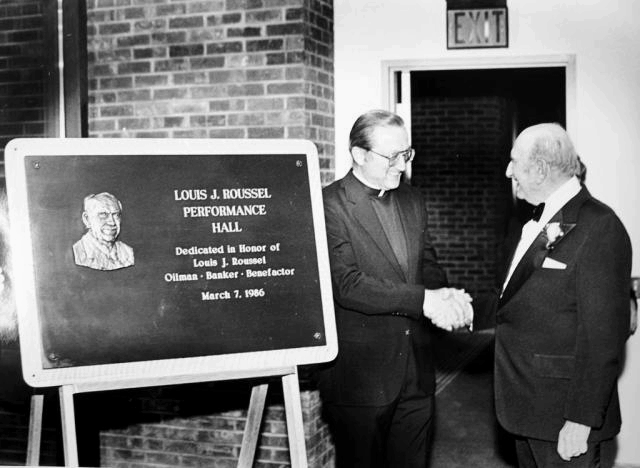 EXIT
LOUIS J. ROUSSEL
PERFORMANCE
HALL
Dedicated in Honor of
Louis J. Roussel
Oilman · Banker · Benefactor
March 7, 1986